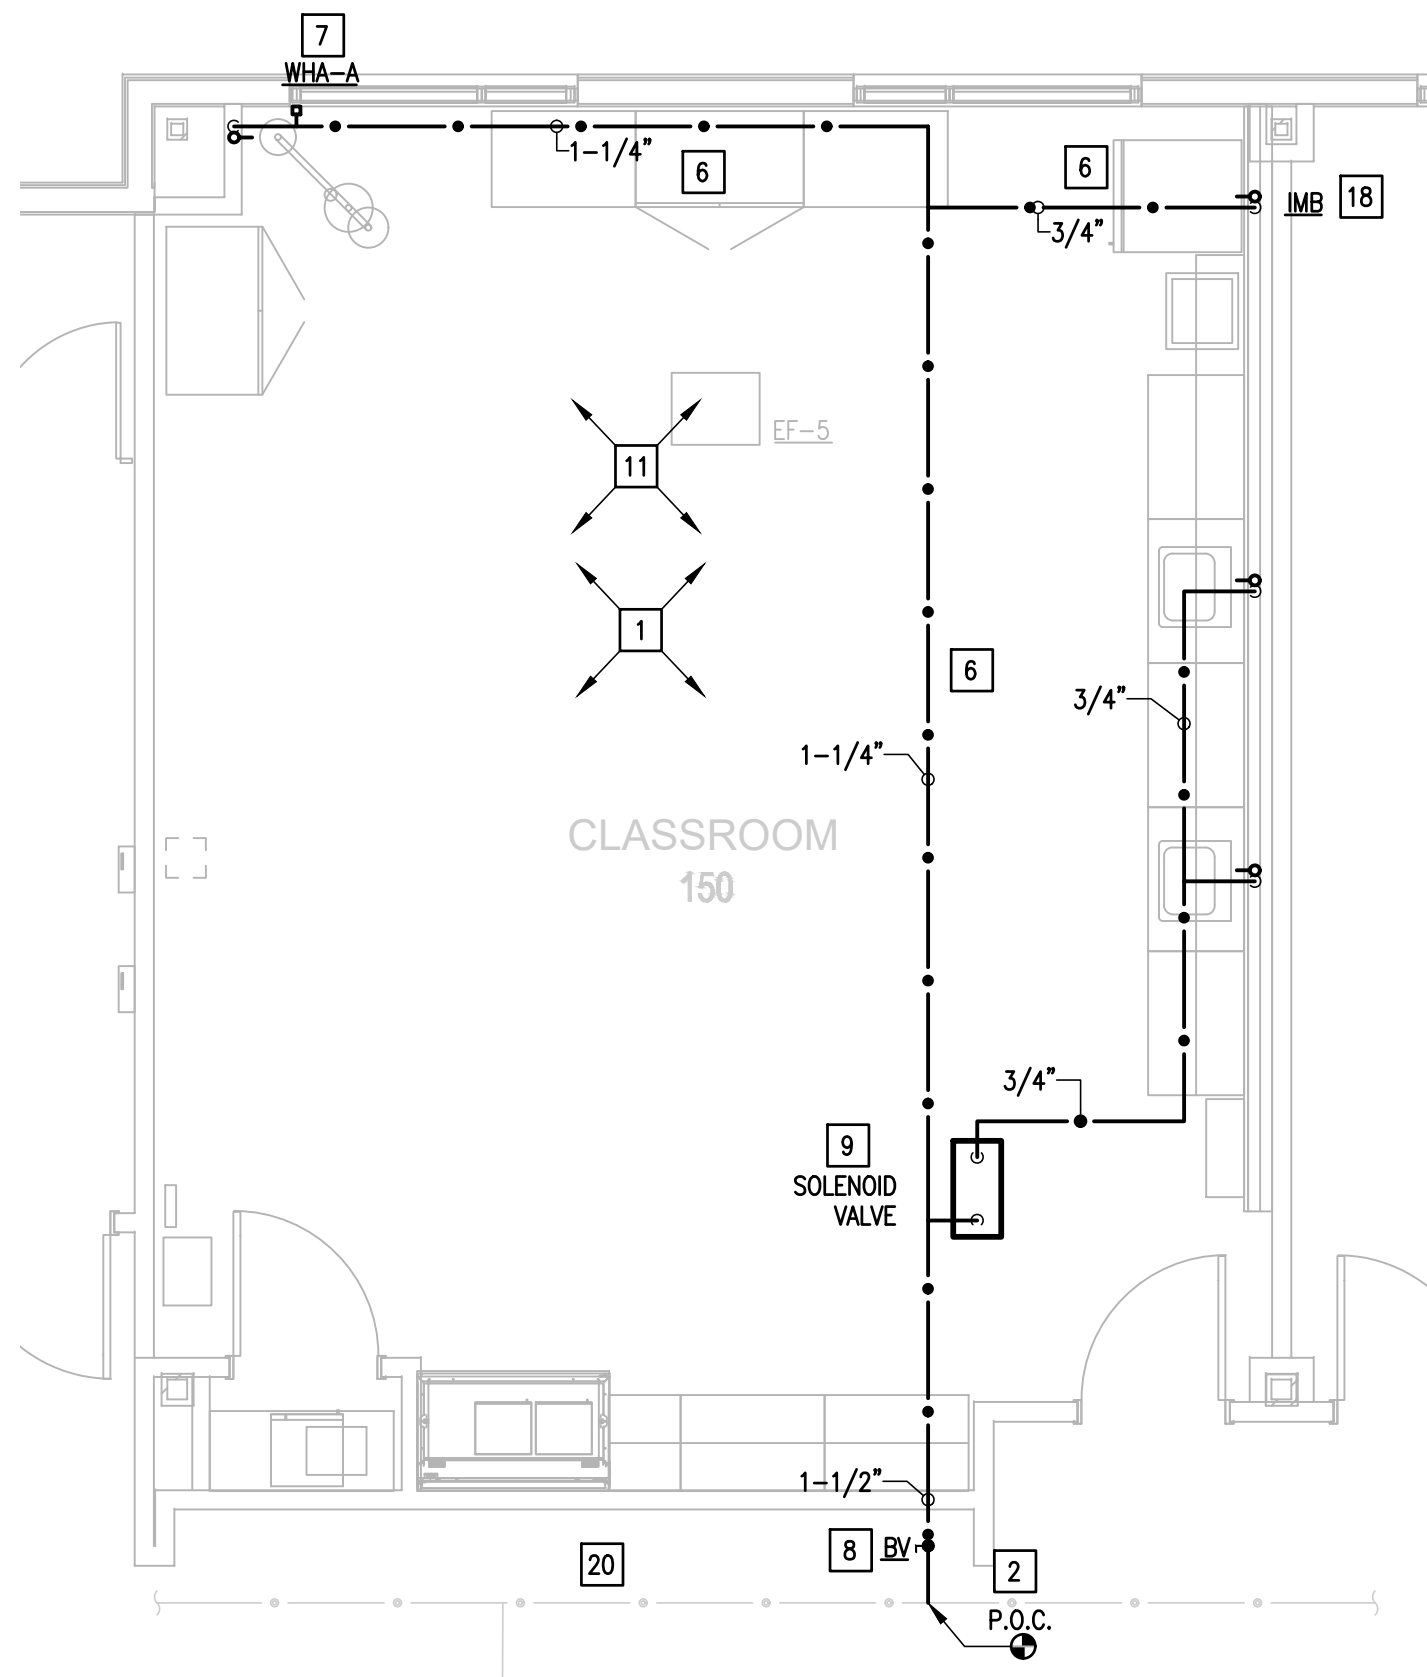 7
WHA-A
1-1/4"
6
6
3/4"
IMB
18
EF-5
11
1
6
3/4"
1-1/4"
CLASSROOM
150
3/4"
9
SOLENOID
VALVE
1-1/2"
8
BV
20
2
P.O.C.